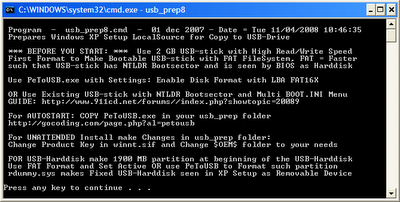 C:\WINDOWS\system32\cmd.exe - usb_prep8
Program - usb_prep8.cmd - 01 dec 2007 - Date = Tue 11/04/2008 10:46:35
Prepares Windows XP Setup LocalSource for Copy to USB-Drive
*** BEFORE YOU START: *** Use 2 GB USB-stick with High Read/Write Speed
First Format to Make Bootable USB-stick with FAT FileSystem, FAT = Faster
such that USB-stick has NTLDR Bootsector and is seen by BIOS as Harddisk
Use PeToUSB.exe with Settings: Enable Disk Format with LBA FAT16X
OR Use Existing USB-stick with NTLDR Bootsector and Multi BOOT.INI Menu
GUIDE: http://www.911cd.net/forums//index.php?showtopic=20089
For AUTOSTART: COPY PeToUSB.exe in your usb_prep folder
http://gocoding.com/page.php?al=petousb
For UNATTENDED Install make Changes in usb_prep folder:
Change Product Key in winnt.sif and Change $OEM$ folder to your needs
FOR USB-Harddisk make 1900 MB partition at beginning of the USB-Harddisk
Use FAT Format and Set Active OR use PeToUSB to Format such partition
rdummy.sys makes Fixed USB-Harddisk seen in XP Setup as Removable Device
Press any key to continue . . .